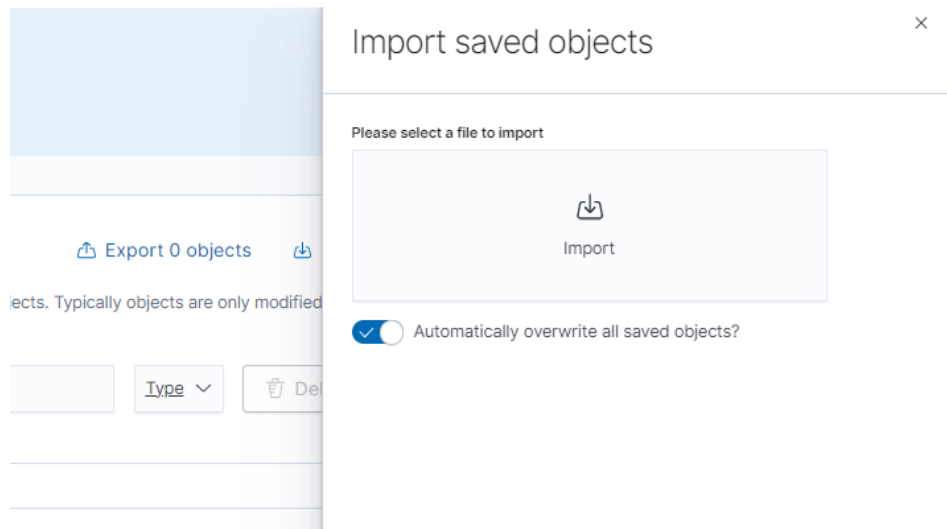 Import saved objects
Please select a file to import
Import
Automatically overwrite all saved objects?
Export 0 objects
jects. Typically objects are only modified
Type
Del